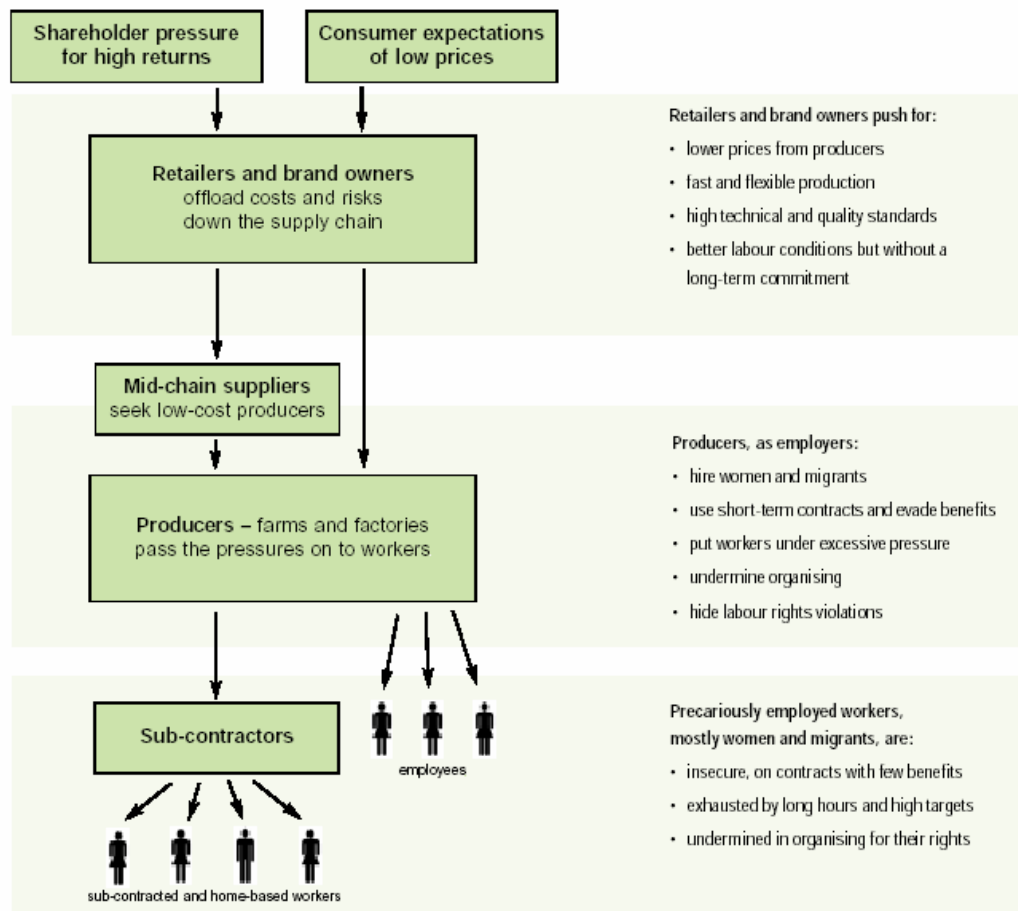 Shareholder pressure
for high returns
Consumer expectations
of low prices
Retailers and brand owners
offload costs and risks
down the supply chain
Retailers and brand owners push for:
• lower prices from producers
• fast and flexible production
• high technical and quality standards
• better labour conditions but without a
long-term commitment
Mid-chain suppliers
seek low-cost producers
Producers – farms and factories
pass the pressures on to workers
Producers, as employers:
• hire women and migrants
• use short-term contracts and evade benefits
• put workers under excessive pressure
• undermine organising
• hide labour rights violations
Sub-contractors
employees
sub-contracted and home-based workers
Precariously employed workers,
mostly women and migrants, are:
• insecure, on contracts with few benefits
• exhausted by long hours and high targets
• undermined in organising for their rights